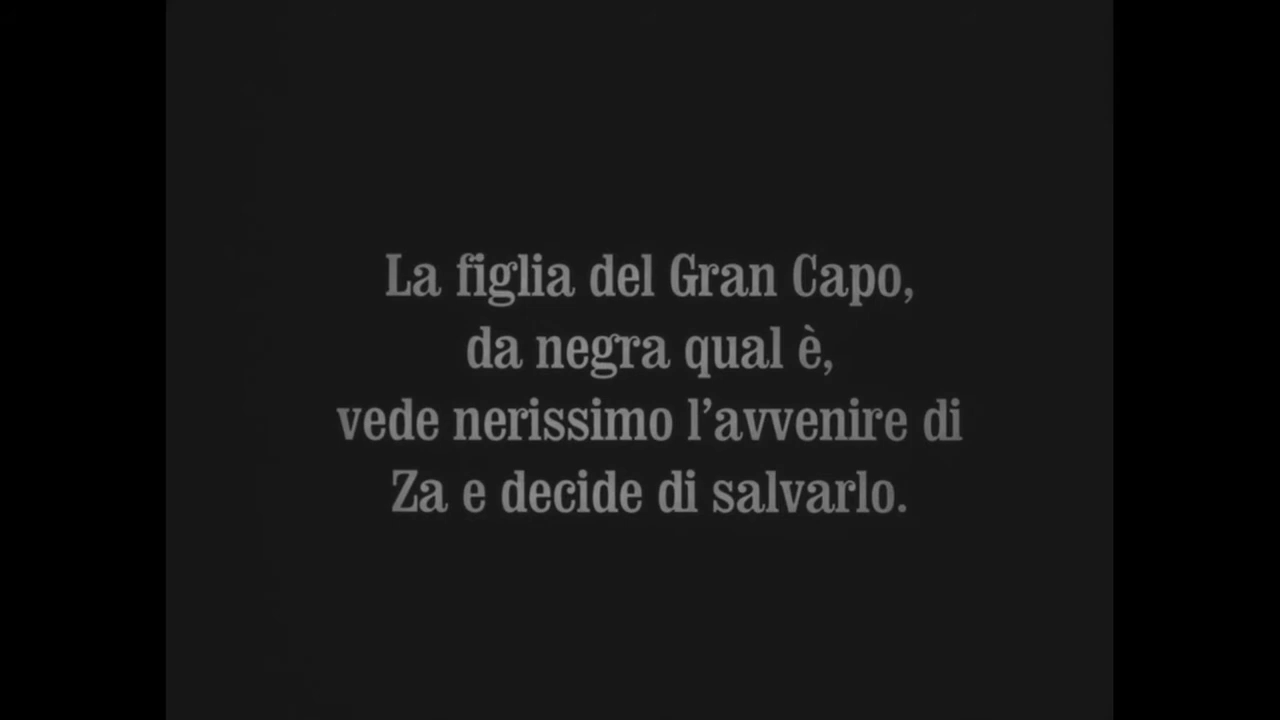 La figlia del Gran Capo,
da negra qual è,
vede nerissimo l’avvenire di
Za e decide di salvarlo.